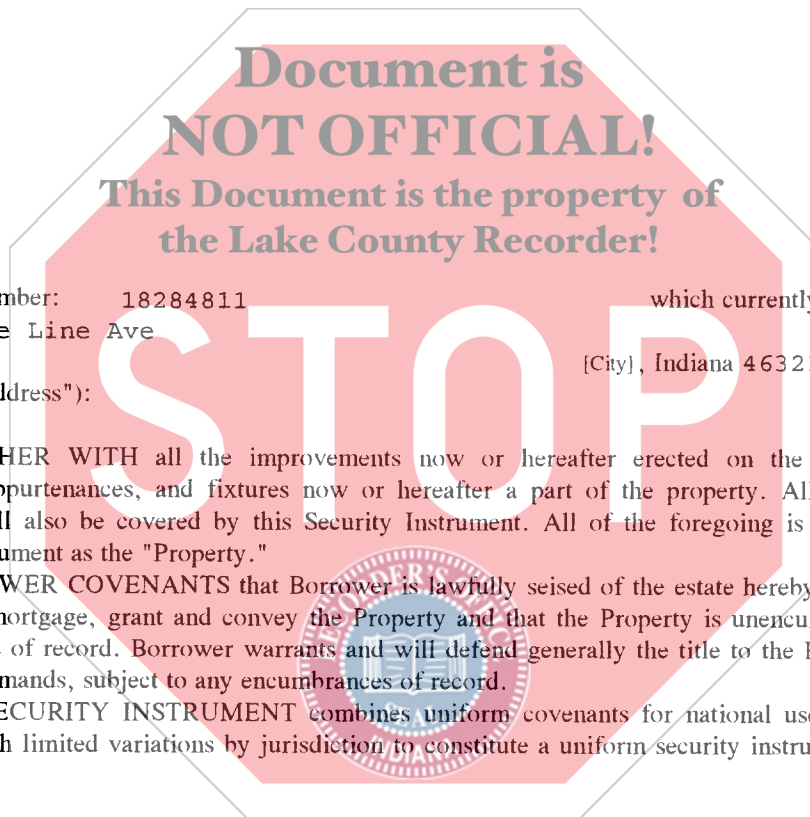 Document is
NOT OFFICIAL!
This Document is the property of
the Lake County Recorder!
mber: 18284811 which currently
e Line Ave
[City], Indiana 4632
ddress"):
STOP
HER WITH all the improvements now or hereafter erected on the
ppurtenances, and fixtures now or hereafter a part of the property. All
ll also be covered by this Security Instrument. All of the foregoing is
ument as the "Property."
WER COVENANTS that Borrower is lawfully seised of the estate hereby
mortgage, grant and convey the Property and that the Property is unencu
of record. Borrower warrants and will defend generally the title to the
mands, subject to any encumbrances of record.
ECURITY INSTRUMENT combines uniform covenants for national use
h limited variations by jurisdiction to constitute a uniform security instru
SEAL
INDIANA